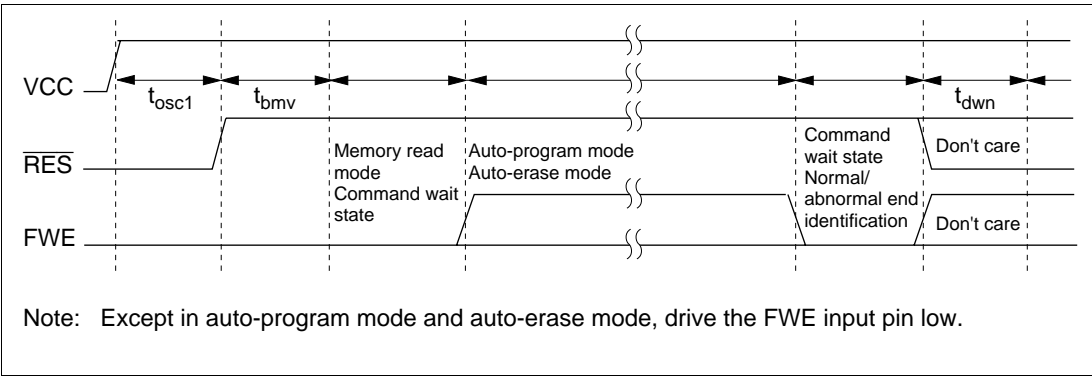 VCC
tosc1
tbmv
tdwn
RES
Memory read
mode
Command wait
state
Auto-program mode
Auto-erase mode
Command
wait state
Normal/
abnormal end
identification
Don't care
FWE
Don't care
Note: Except in auto-program mode and auto-erase mode, drive the FWE input pin low.